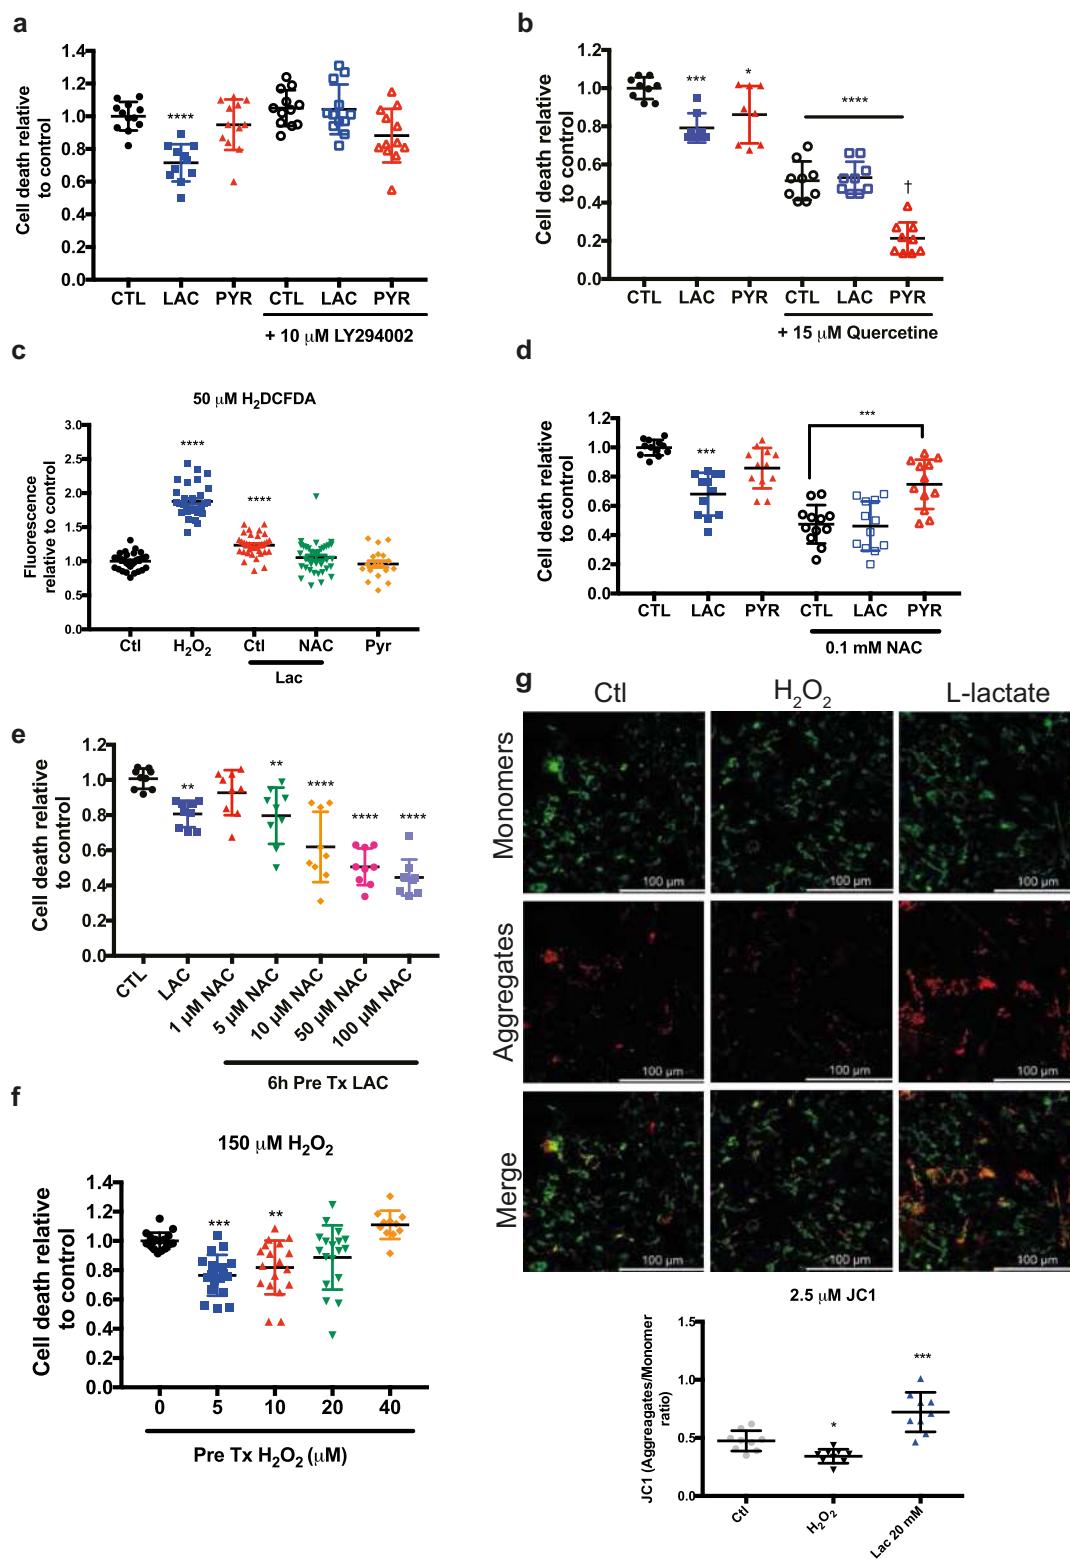 a
1.4
1.2
1.0
0.8
0.6
0.4
0.2
0.0
Cell death relative
to control
****
CTL LAC PYR CTL LAC PYR
+ 10 µM LY294002
b
1.2
1.0
0.8
0.6
0.4
0.2
0.0
Cell death relative
to control
*** * **** †
CTL LAC PYR CTL LAC PYR
+ 15 µM Quercetine
c
50 µM H₂DCFDA
3.0
2.5
2.0
1.5
1.0
0.5
0.0
Fluorescence
relative to control
**** ****
Ctl H₂O₂ Ctl NAC Pyr
Lac
d
1.2
1.0
0.8
0.6
0.4
0.2
0.0
Cell death relative
to control
*** ***
CTL LAC PYR CTL LAC PYR
0.1 mM NAC
e
1.2
1.0
0.8
0.6
0.4
0.2
0.0
Cell death relative
to control
** ** **** **** ****
CTL LAC 1 µM NAC 5 µM NAC 10 µM NAC 50 µM NAC 100 µM NAC
6h Pre Tx LAC
f
150 µM H₂O₂
1.4
1.2
1.0
0.8
0.6
0.4
0.2
0.0
Cell death relative
to control
*** **
0 5 10 20 40
Pre Tx H₂O₂ (µM)
g
Ctl H₂O₂ L-lactate
Monomers
100 µm 100 µm 100 µm
Aggregates
100 µm 100 µm 100 µm
Merge
100 µm 100 µm 100 µm
2.5 µM JC1
1.5
1.0
0.5
0.0
JC1 (Aggreagates/Monomer
ratio)
* ***
Ctl H₂O₂ Lac 20 mM